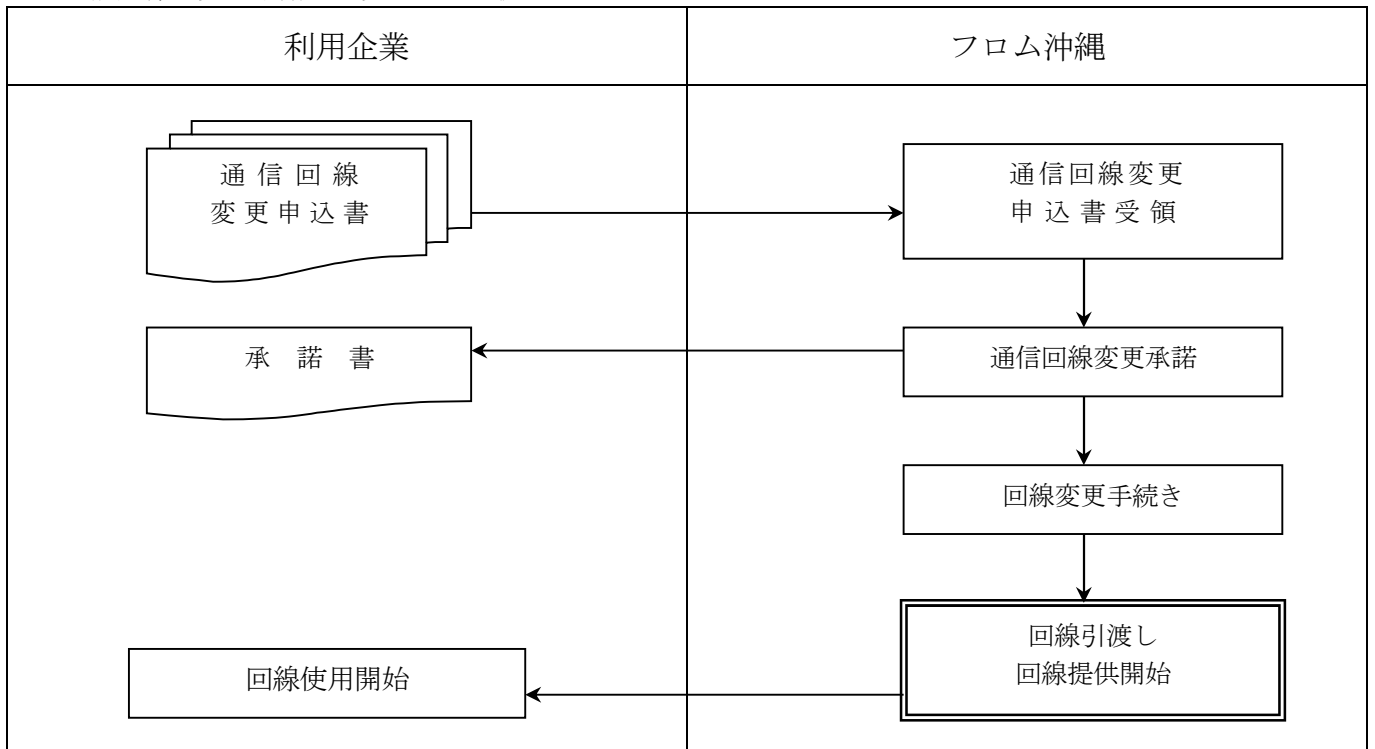 利用企業
フロム沖縄
通信回線
変更申込書
通信回線変更
申込書受領
承諾書
通信回線変更承諾
回線変更手続き
回線引渡し
回線提供開始
回線使用開始